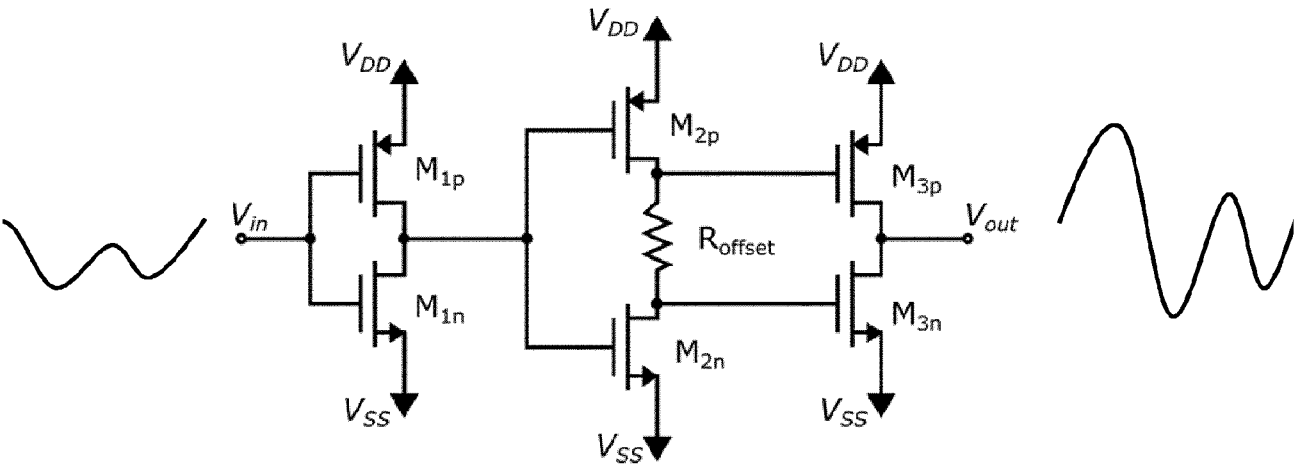 V_DD
V_DD
V_DD
M_2p
M_1p
M_3p
V_in
V_out
R_offset
M_1n
M_3n
M_2n
V_SS
V_SS
V_SS